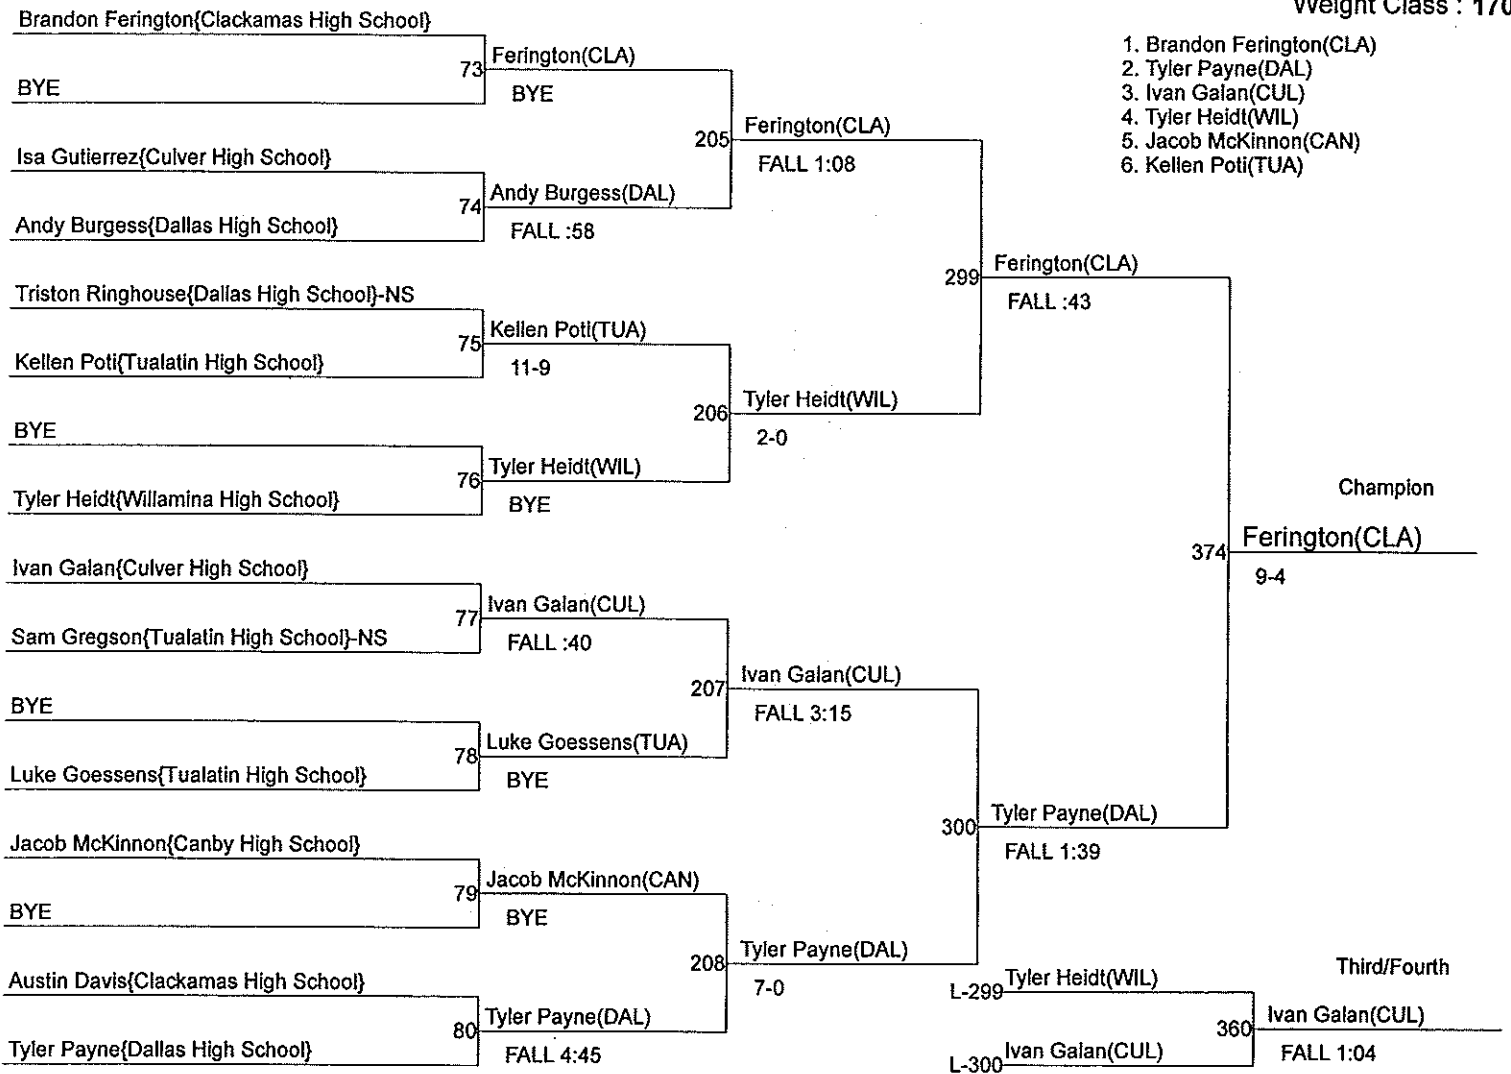 Weight Class : 170
1. Brandon Ferington(CLA)
2. Tyler Payne(DAL)
3. Ivan Galan(CUL)
4. Tyler Heidt(WIL)
5. Jacob McKinnon(CAN)
6. Kellen Poti(TUA)
Brandon Ferington{Clackamas High School}
BYE
Isa Gutierrez{Culver High School}
Andy Burgess{Dallas High School}
Triston Ringhouse{Dallas High School}-NS
Kellen Poti{Tualatin High School}
BYE
Tyler Heidt{Willamina High School}
Ivan Galan{Culver High School}
Sam Gregson{Tualatin High School}-NS
BYE
Luke Goessens{Tualatin High School}
Jacob McKinnon{Canby High School}
BYE
Austin Davis{Clackamas High School}
Tyler Payne{Dallas High School}
73 Ferington(CLA)
BYE
74 Andy Burgess(DAL)
FALL :58
75 Kellen Poti(TUA)
11-9
76 Tyler Heidt(WIL)
BYE
77 Ivan Galan(CUL)
FALL :40
78 Luke Goessens(TUA)
BYE
79 Jacob McKinnon(CAN)
BYE
80 Tyler Payne(DAL)
FALL 4:45
205 Ferington(CLA)
FALL 1:08
206 Tyler Heidt(WIL)
2-0
207 Ivan Galan(CUL)
FALL 3:15
208 Tyler Payne(DAL)
7-0
299 Ferington(CLA)
FALL :43
300 Tyler Payne(DAL)
FALL 1:39
Champion
374 Ferington(CLA)
9-4
Third/Fourth
L-299 Tyler Heidt(WIL)
L-300 Ivan Galan(CUL)
360 Ivan Galan(CUL)
FALL 1:04